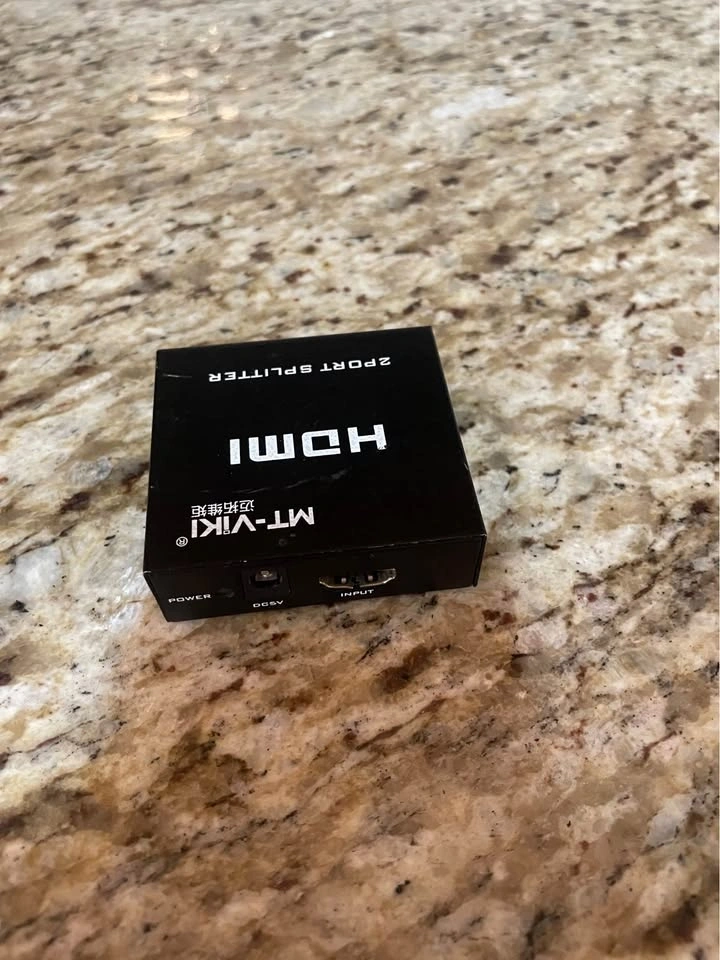 MT-VIKI®
迈拓维矩
HDMI
2PORT SPLITTER
POWER
DC5V
INPUT